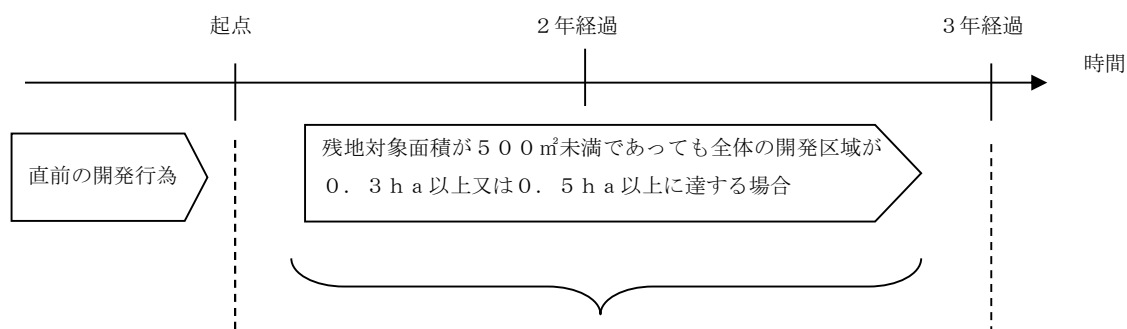 起点
２年経過
３年経過
時間
直前の開発行為
残地対象面積が５００㎡未満であっても全体の開発区域が
０．３ｈａ以上又は０．５ｈａ以上に達する場合